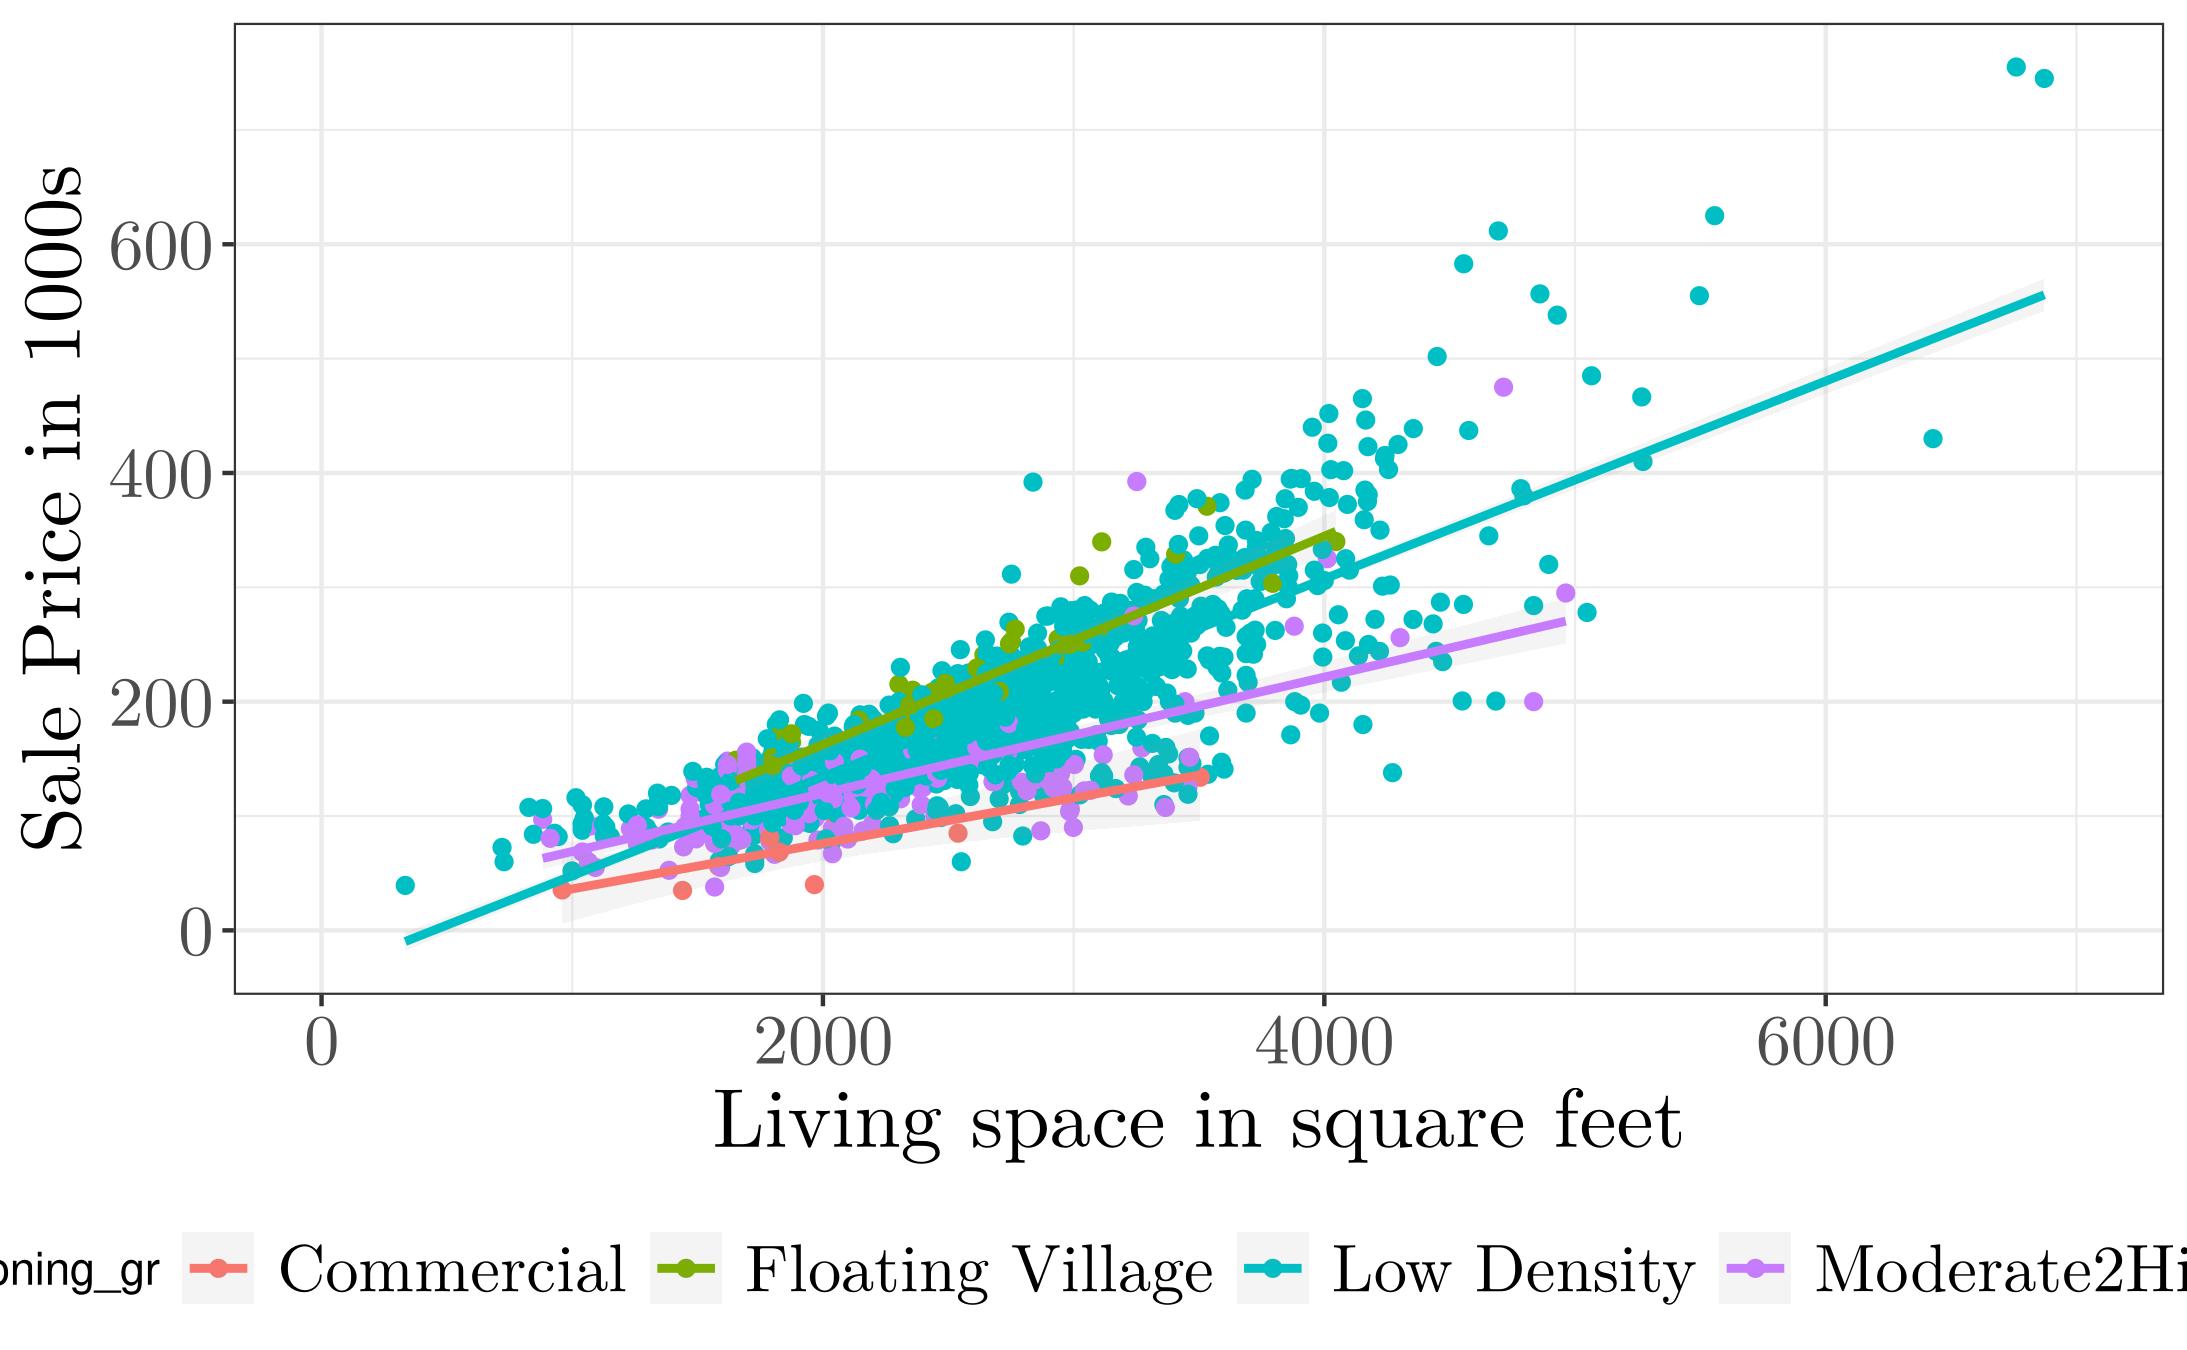 Sale Price in 1000s
600
400
200
0
0 2000 4000 6000
Living space in square feet
oning_gr Commercial Floating Village Low Density Moderate2Hi